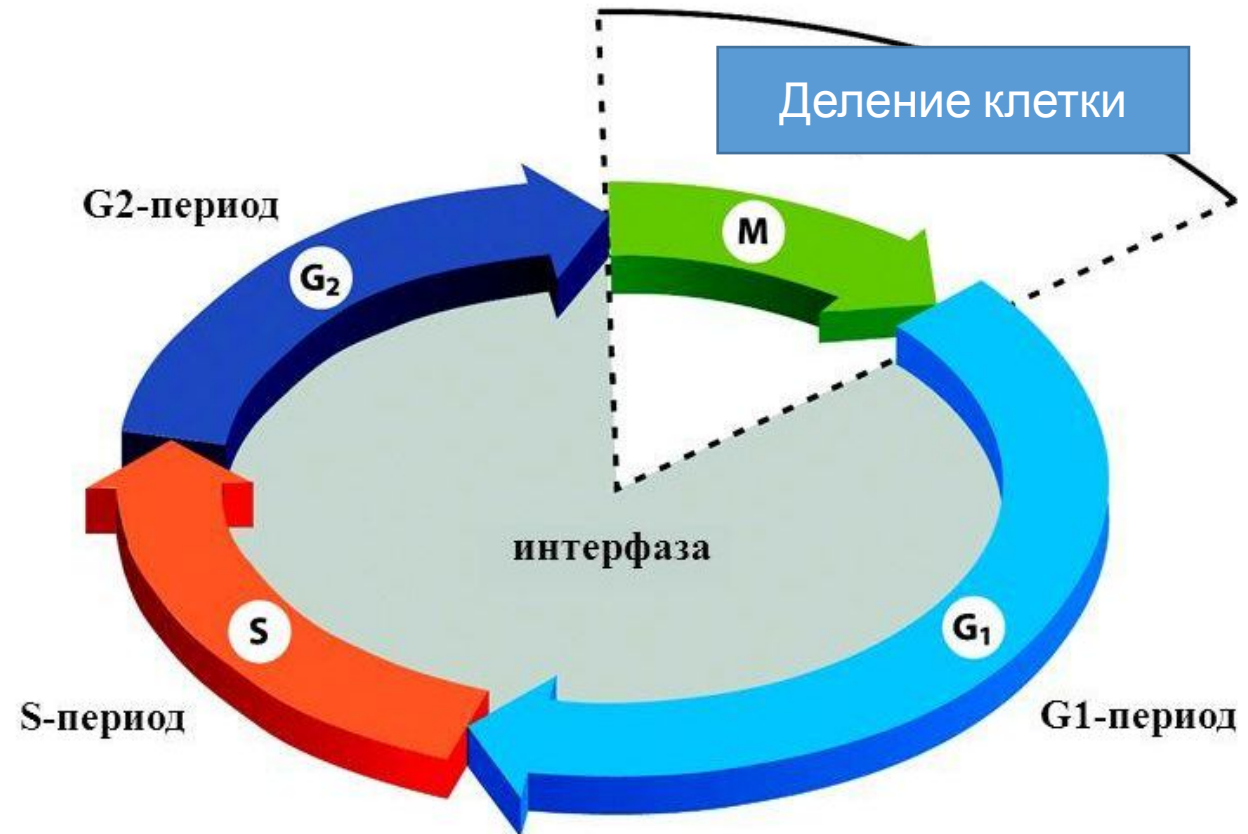 Деление клетки
G2-период
M
G₂
интерфаза
S
G₁
S-период
G1-период